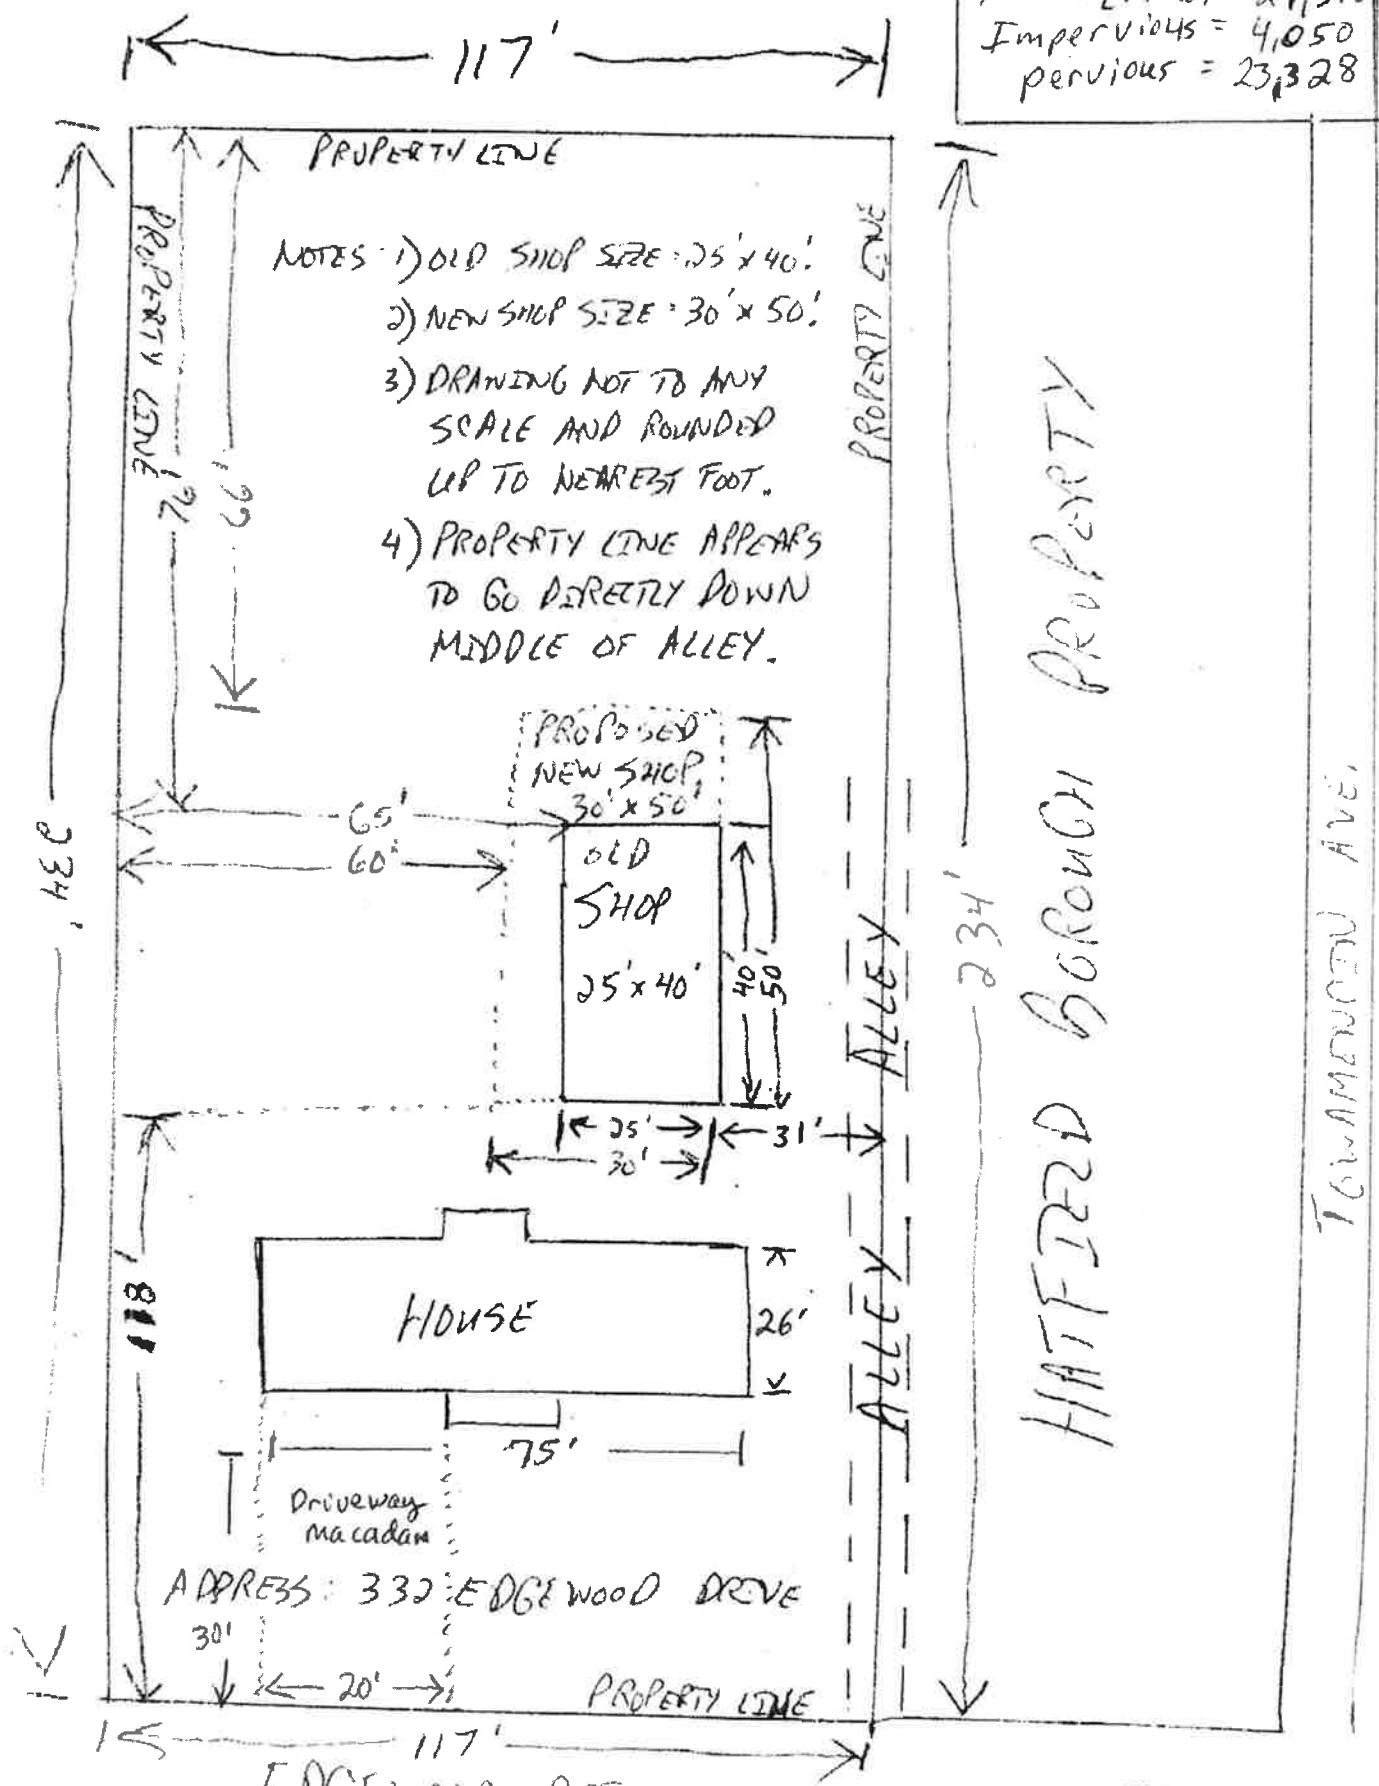 Impervious = 4,050
pervious = 23,328
117'
PROPERTY LINE
PROPERTY LINE
PROPERTY LINE
NOTES: 1) OLD SHOP SIZE: 25' x 40'.
2) NEW SHOP SIZE: 30' x 50'.
3) DRAWING NOT TO ANY
SCALE AND ROUNDED
UP TO NEAREST FOOT.
4) PROPERTY LINE APPEARS
TO GO DIRECTLY DOWN
MIDDLE OF ALLEY.
76'
66'
234'
234'
HATFIELD BOROUGH PROPERTY
TOWAMENCIN AVE.
PROPOSED
NEW SHOP,
30' x 50'
65'
60'
OLD
SHOP
25' x 40'
40'
50'
ALLEY
25'
31'
30'
118'
HOUSE
26'
ALLEY
75'
Driveway
macadam
ADDRESS: 332 EDGEWOOD DRIVE
30'
20'
PROPERTY LINE
117'